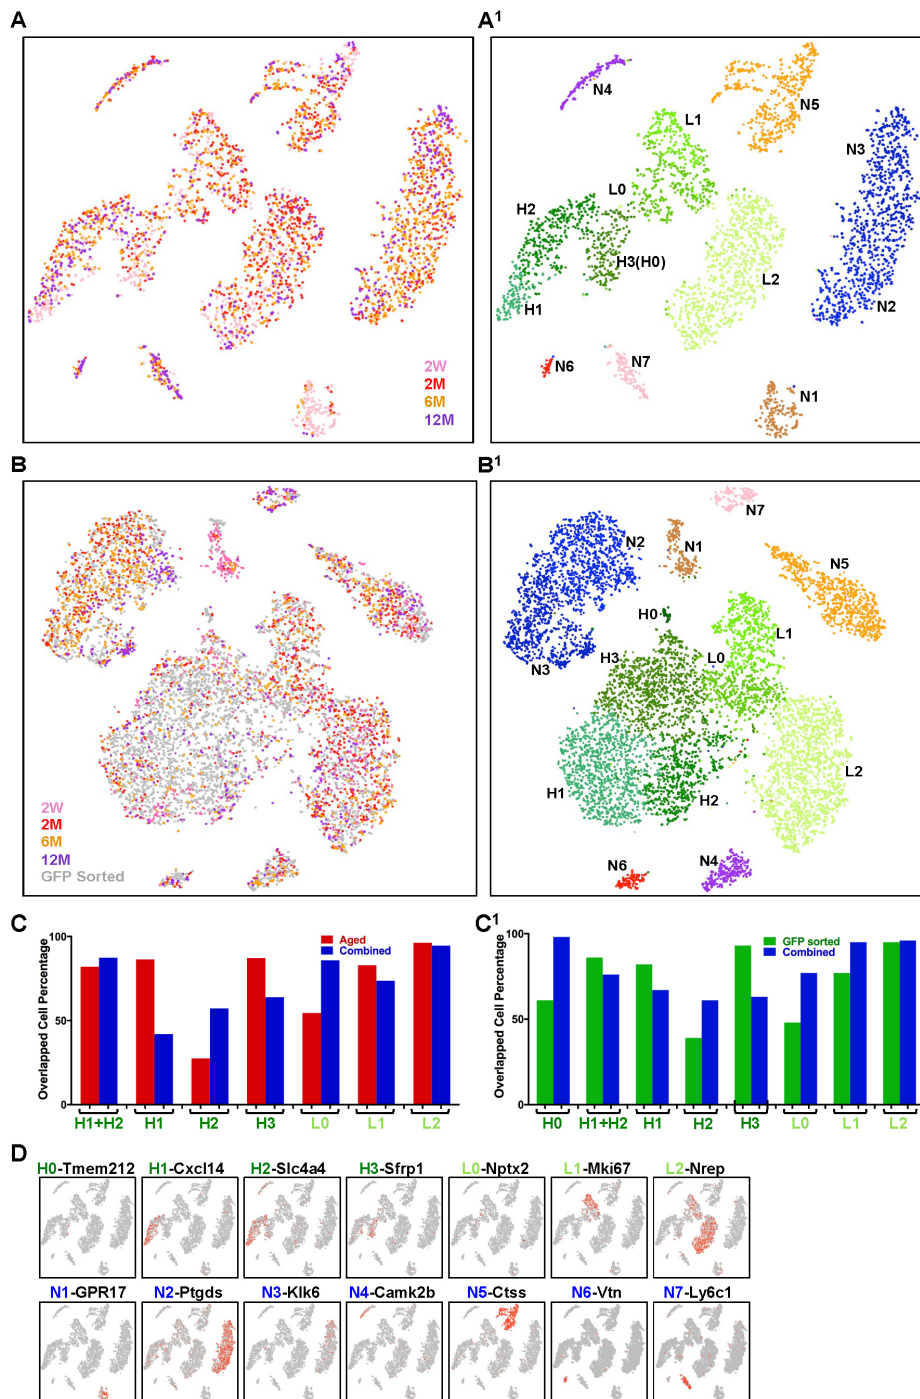 A
A1
N4
N5
L1
N3
L0
H2
H3(H0)
L2
H1
N2
N6
N7
N1
2W
2M
6M
12M
B
B1
N7
N2
N1
N5
H0
L1
H3
L0
N3
L2
H1
H2
N6
N4
2W
2M
6M
12M
GFP Sorted
C
Overlapped Cell Percentage
100
50
0
Aged
Combined
H1+H2 H1 H2 H3 L0 L1 L2
C1
Overlapped Cell Percentage
100
50
0
GFP sorted
Combined
H0 H1+H2 H1 H2 H3 L0 L1 L2
D
H0-Tmem212 H1-Cxcl14 H2-Slc4a4 H3-Sfrp1 L0-Nptx2 L1-Mki67 L2-Nrep
N1-GPR17 N2-Ptgds N3-Klk6 N4-Camk2b N5-Ctss N6-Vtn N7-Ly6c1